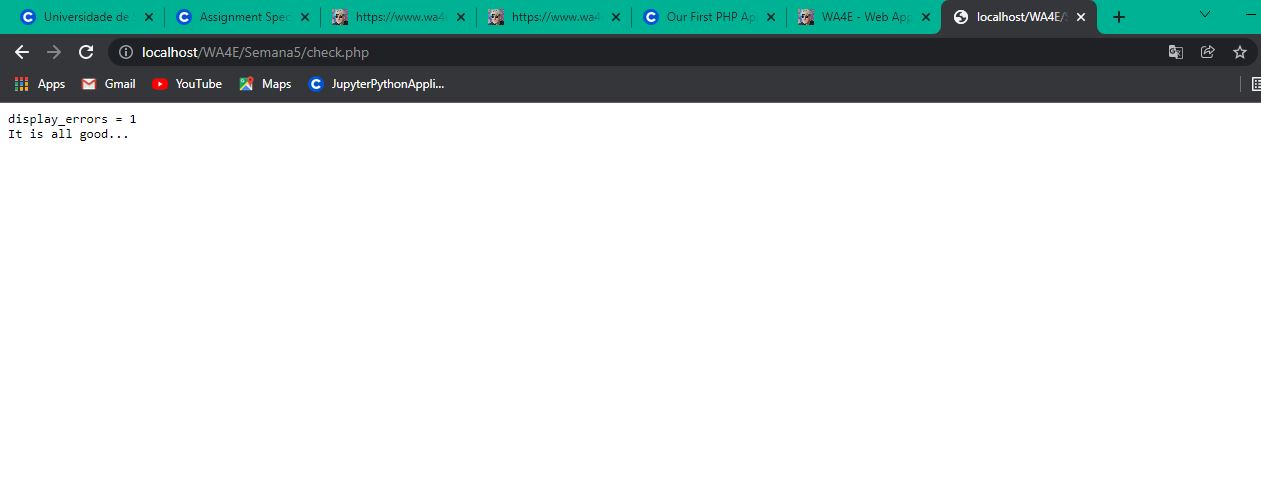 Universidade de
Assignment Spec
https://www.wa4
https://www.wa4
Our First PHP Ap
WA4E - Web App
localhost/WA4E/S
localhost/WA4E/Semana5/check.php
Apps
Gmail
YouTube
Maps
JupyterPythonAppli...
display_errors = 1
It is all good...